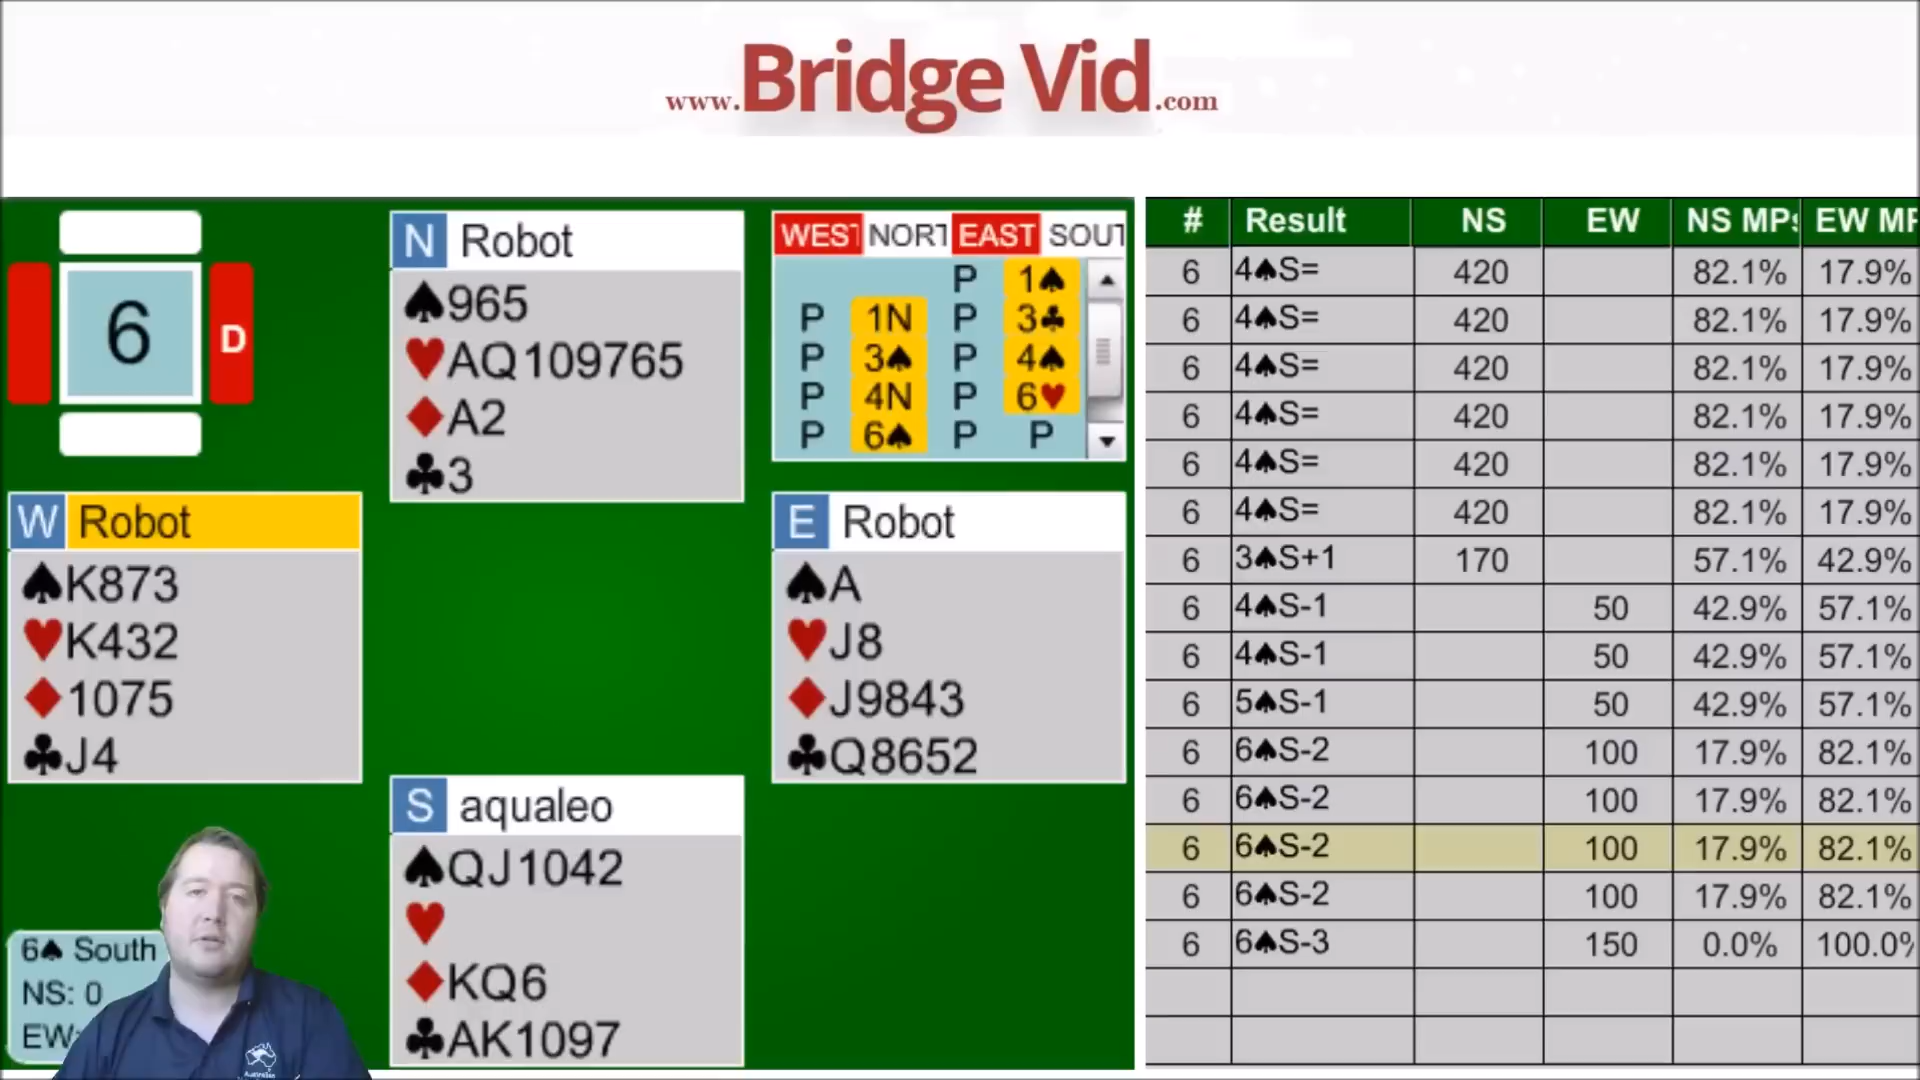 www.Bridge Vid.com
6
D
N Robot
♠965
♥AQ109765
♦A2
♣3
WEST NORT EAST SOUT
P 1♠
P 1N P 3♣
P 3♠ P 4♠
P 4N P 6♥
P 6♠ P P
W Robot
♠K873
♥K432
♦1075
♣J4
E Robot
♠A
♥J8
♦J9843
♣Q8652
S aqualeo
♠QJ1042
♥
♦KQ6
♣AK1097
6♠ South
NS: 0
EW:
Australian
# Result NS EW NS MPs EW MP
6 4♠S= 420 82.1% 17.9%
6 4♠S= 420 82.1% 17.9%
6 4♠S= 420 82.1% 17.9%
6 4♠S= 420 82.1% 17.9%
6 4♠S= 420 82.1% 17.9%
6 4♠S= 420 82.1% 17.9%
6 3♠S+1 170 57.1% 42.9%
6 4♠S-1 50 42.9% 57.1%
6 4♠S-1 50 42.9% 57.1%
6 5♠S-1 50 42.9% 57.1%
6 6♠S-2 100 17.9% 82.1%
6 6♠S-2 100 17.9% 82.1%
6 6♠S-2 100 17.9% 82.1%
6 6♠S-2 100 17.9% 82.1%
6 6♠S-3 150 0.0% 100.0%